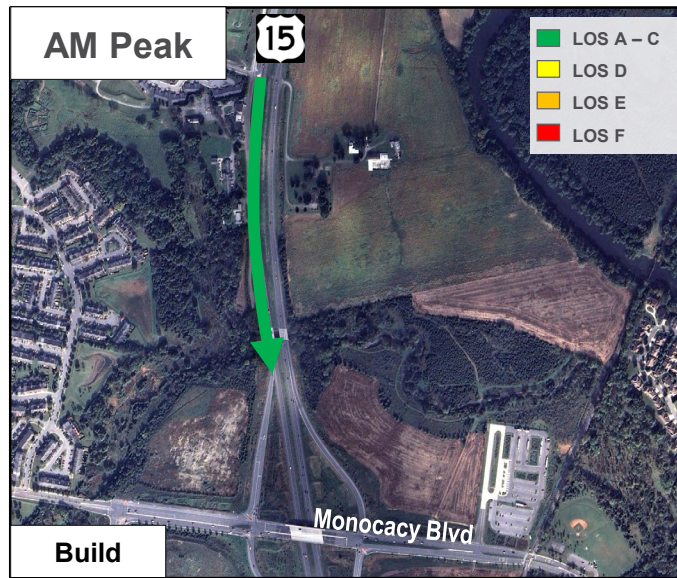 AM Peak
15
LOS A – C
LOS D
LOS E
LOS F
Monocacy Blvd
Build